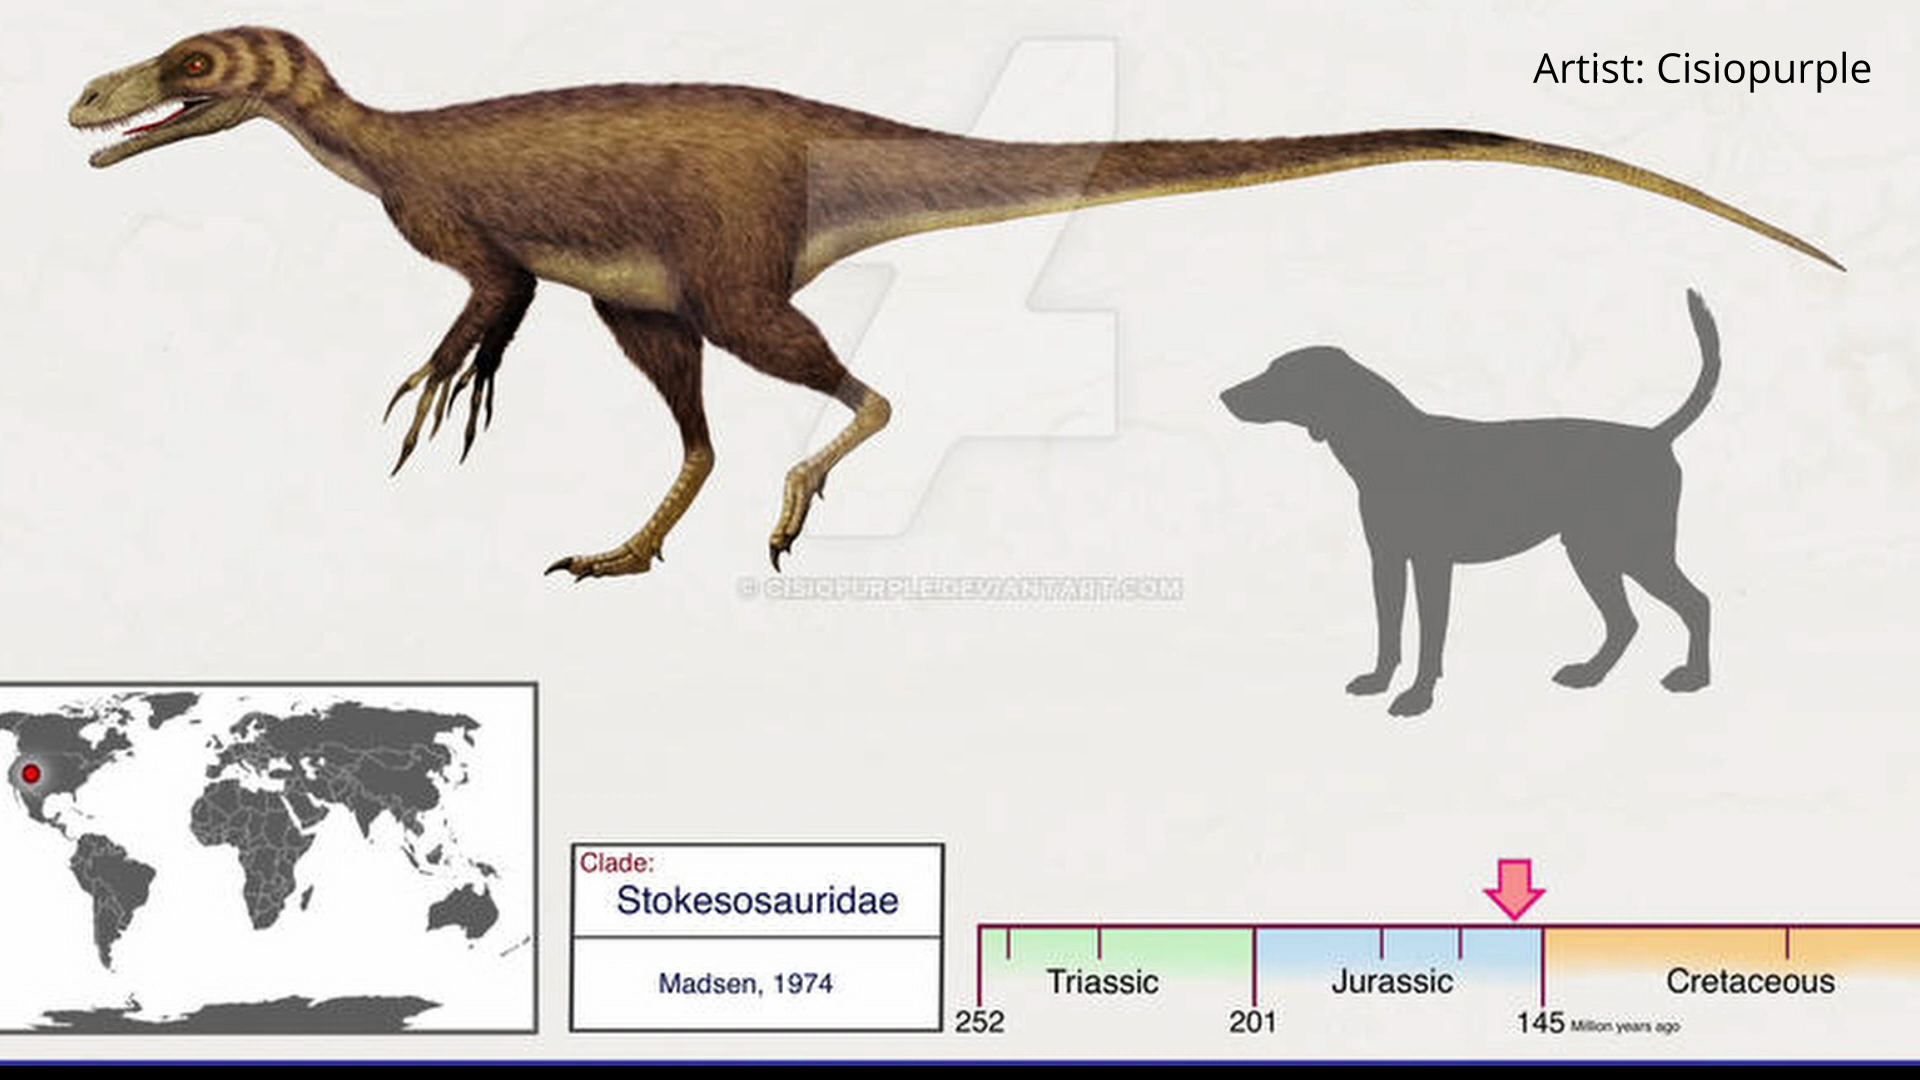 Artist: Cisiopurple
© CISIOPURPLE.DEVIANTART.COM
Clade:
Stokesosauridae
Madsen, 1974
Triassic
Jurassic
Cretaceous
252
201
145 Million years ago